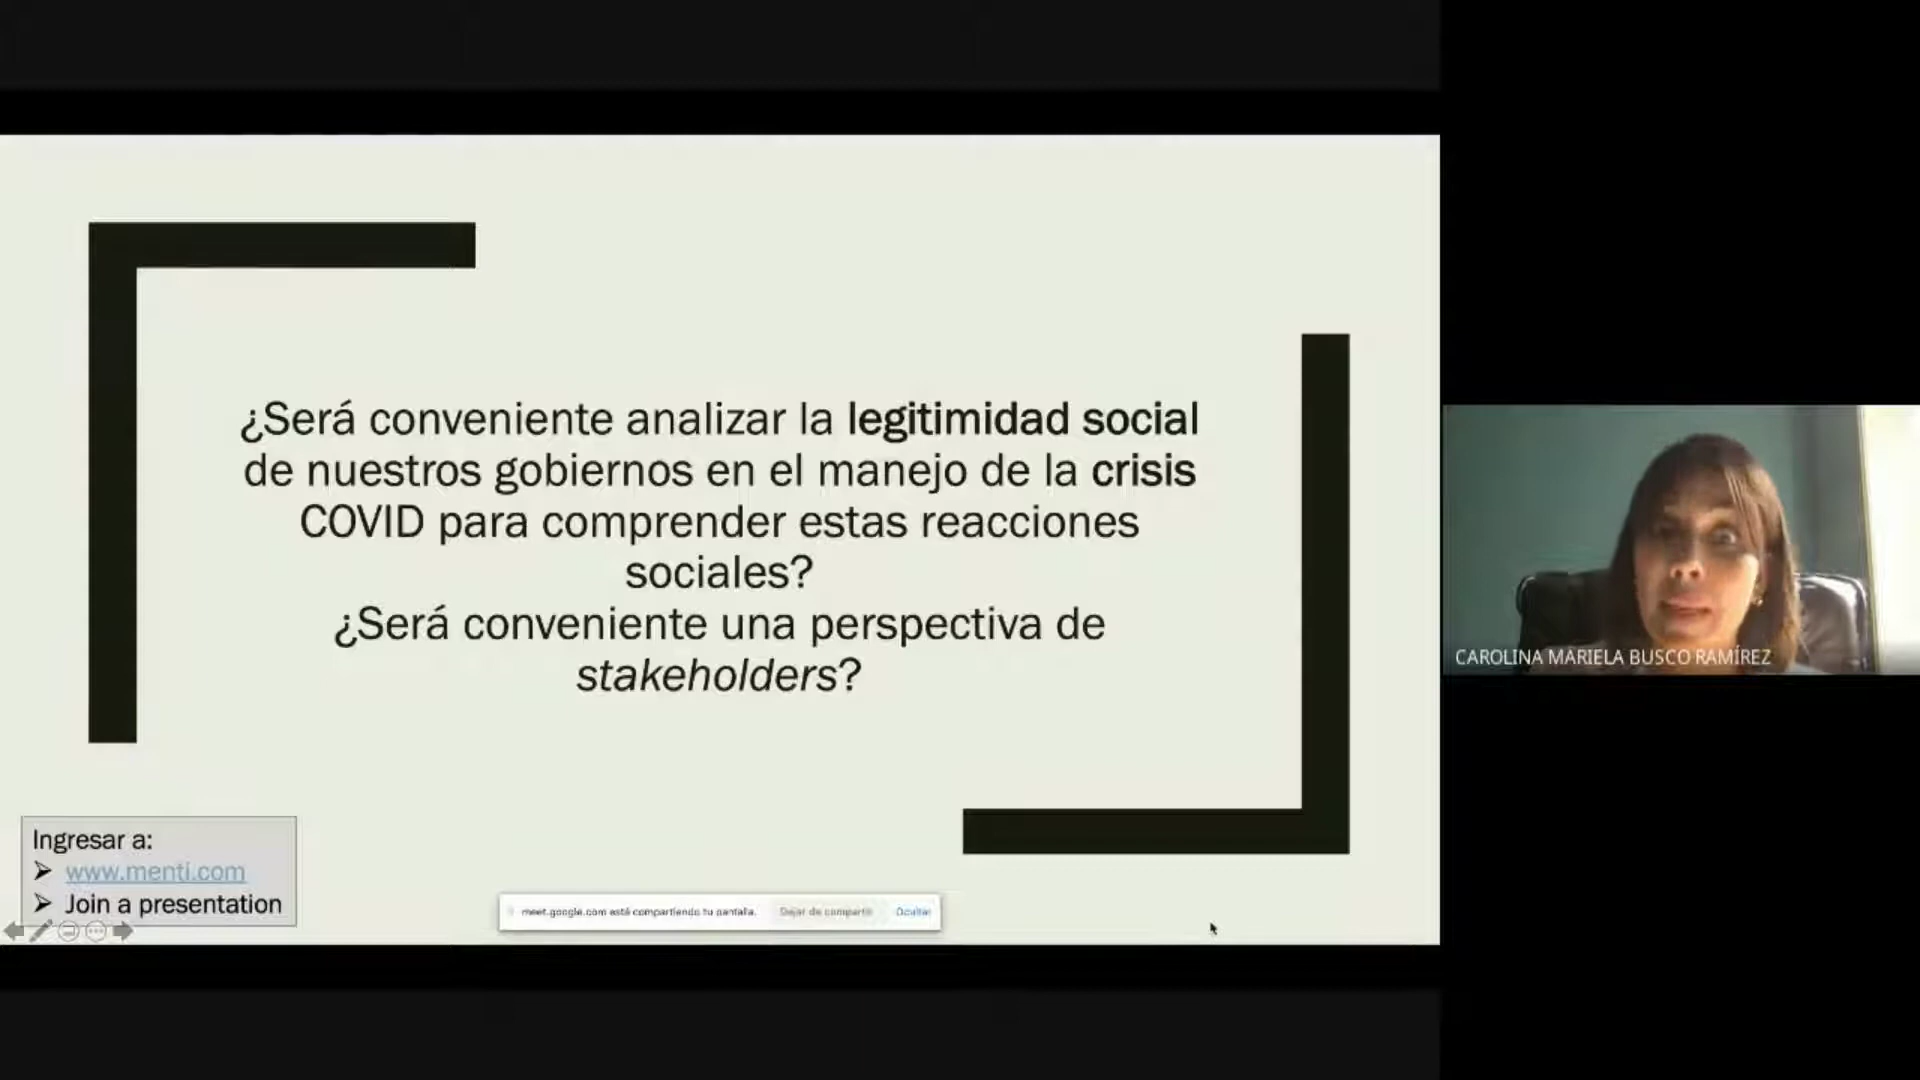 ¿Será conveniente analizar la legitimidad social
de nuestros gobiernos en el manejo de la crisis
COVID para comprender estas reacciones
sociales?
¿Será conveniente una perspectiva de
stakeholders?
CAROLINA MARIELA BUSCO RAMÍREZ
Ingresar a:
www.menti.com
Join a presentation
meet.google.com está compartiendo tu pantalla.
Dejar de compartir
Ocultar